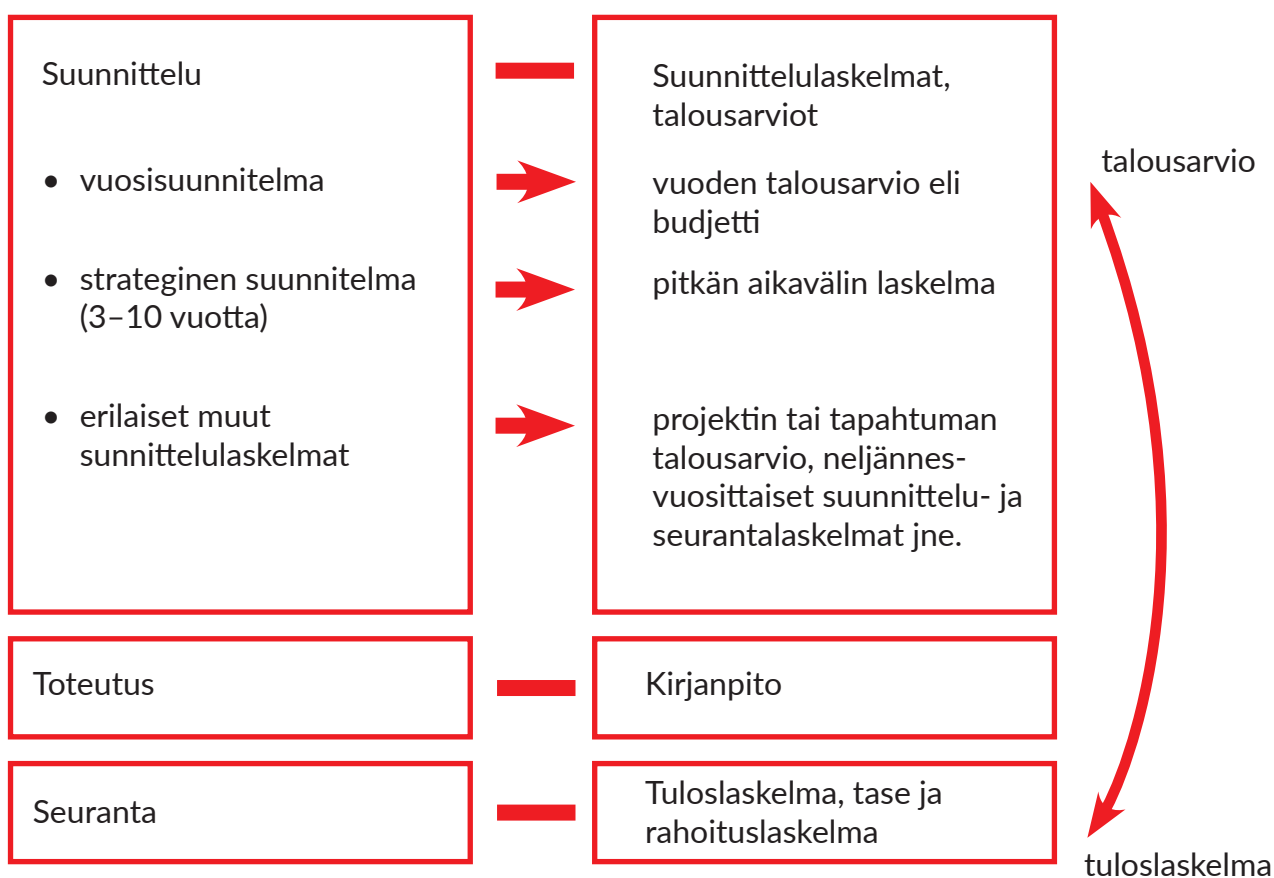 Suunnittelu
Suunnittelulaskelmat,
talousarviot
• vuosisuunnitelma
vuoden talousarvio eli
budjetti
• strateginen suunnitelma
(3–10 vuotta)
pitkän aikavälin laskelma
• erilaiset muut
sunnittelulaskelmat
projektin tai tapahtuman
talousarvio, neljännes-
vuosittaiset suunnittelu- ja
seurantalaskelmat jne.
talousarvio
Toteutus
Kirjanpito
Seuranta
Tuloslaskelma, tase ja
rahoituslaskelma
tuloslaskelma